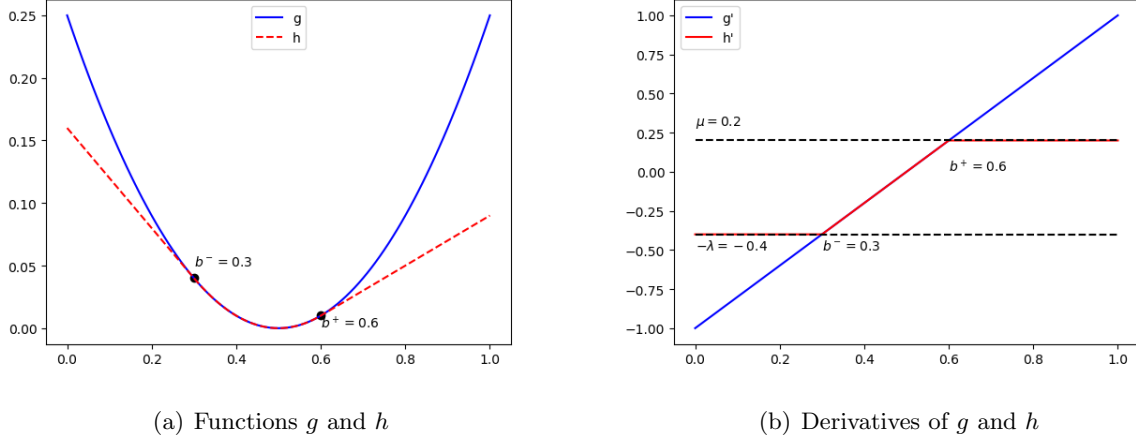 0.25
0.20
0.15
0.10
0.05
0.00
0.0 0.2 0.4 0.6 0.8 1.0
g
h
b⁻ = 0.3
b⁺ = 0.6
(a) Functions g and h
1.00
0.75
0.50
0.25
0.00
−0.25
−0.50
−0.75
−1.00
0.0 0.2 0.4 0.6 0.8 1.0
g'
h'
μ = 0.2
b⁺ = 0.6
−λ = −0.4 b⁻ = 0.3
(b) Derivatives of g and h